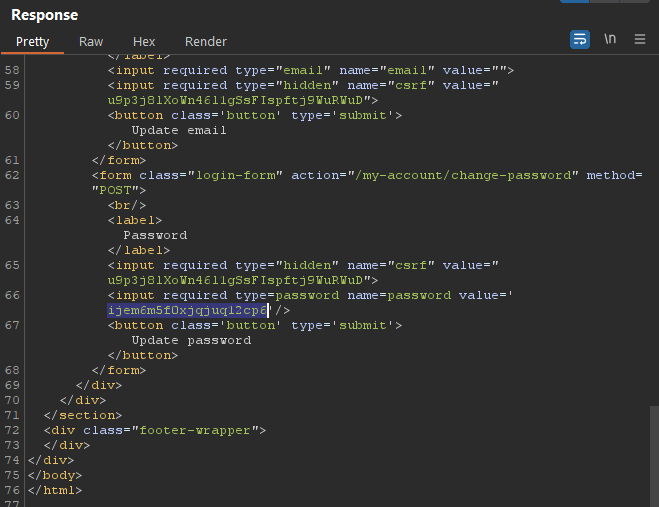 Response
Pretty Raw Hex Render \n
</label>
58 <input required type="email" name="email" value="">
59 <input required type="hidden" name="csrf" value="
u9p3j8lXoWn46l1gSsFIspftj9WuRWuD">
60 <button class='button' type='submit'>
Update email
</button>
61 </form>
62 <form class="login-form" action="/my-account/change-password" method=
"POST">
63 <br/>
64 <label>
Password
</label>
65 <input required type="hidden" name="csrf" value="
u9p3j8lXoWn46l1gSsFIspftj9WuRWuD">
66 <input required type=password name=password value='
ijem6m5f0xjqjuq12cp6'/>
67 <button class='button' type='submit'>
Update password
</button>
68 </form>
69 </div>
70 </div>
71 </section>
72 <div class="footer-wrapper">
73 </div>
74 </div>
75 </body>
76 </html>
77